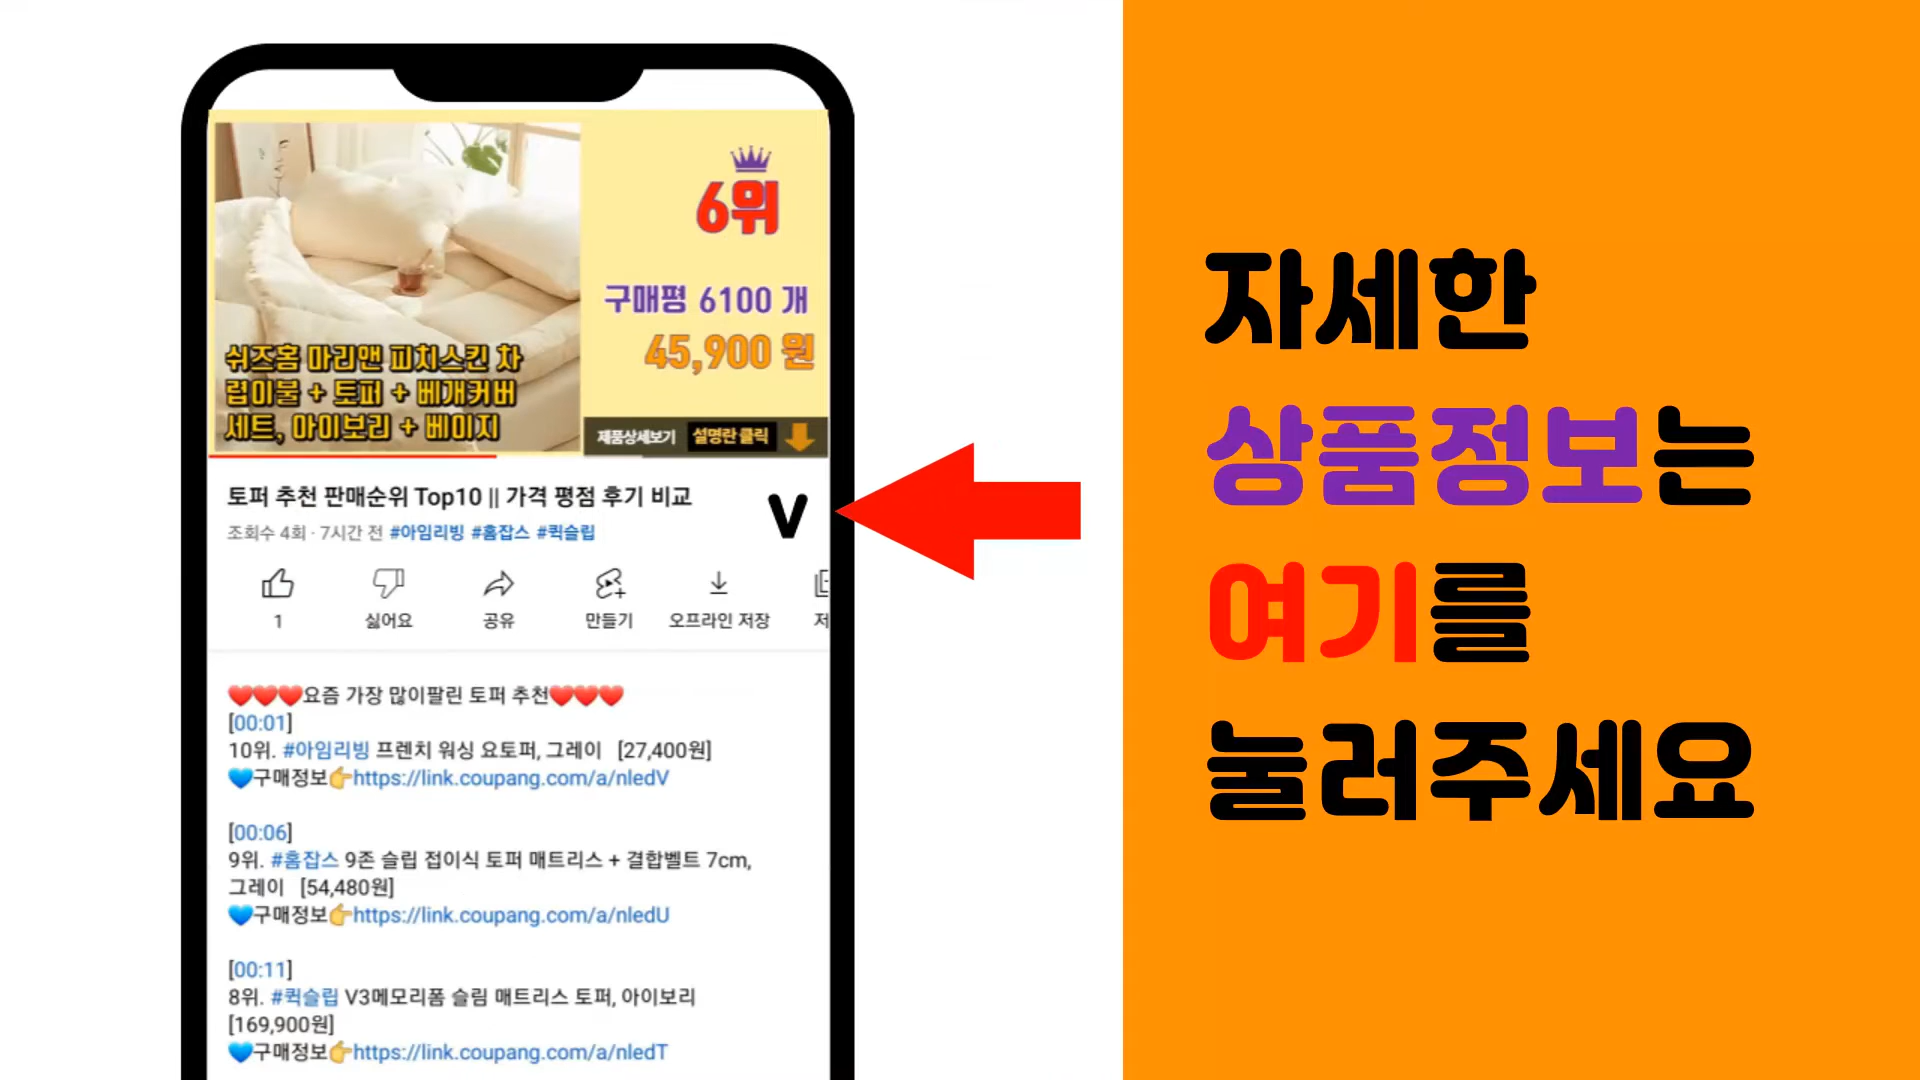 6위
구매평 6100 개
45,900 원
쉬즈홈 마리앤 피치스킨 차
렵이불 + 토퍼 + 베개커버
세트, 아이보리 + 베이지
제품상세보기 설명란 클릭
토퍼 추천 판매순위 Top10 || 가격 평점 후기 비교
V
조회수 4회 · 7시간 전 #아임리빙 #홈잡스 #퀵슬립
1 싫어요 공유 만들기 오프라인 저장 저
❤❤❤요즘 가장 많이팔린 토퍼 추천❤❤❤
[00:01]
10위. #아임리빙 프렌치 워싱 요토퍼, 그레이 [27,400원]
💙구매정보👉https://link.coupang.com/a/nledV
[00:06]
9위. #홈잡스 9존 슬립 접이식 토퍼 매트리스 + 결합벨트 7cm,
그레이 [54,480원]
💙구매정보👉https://link.coupang.com/a/nledU
[00:11]
8위. #퀵슬립 V3메모리폼 슬림 매트리스 토퍼, 아이보리
[169,900원]
💙구매정보👉https://link.coupang.com/a/nledT
자세한
상품정보는
여기를
눌러주세요